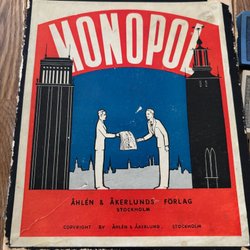 MONOPOL
ÅHLÉN & ÅKERLUNDS FÖRLAG
STOCKHOLM
COPYRIGHT BY ÅHLÉN & ÅKERLUND, STOCKHOLM